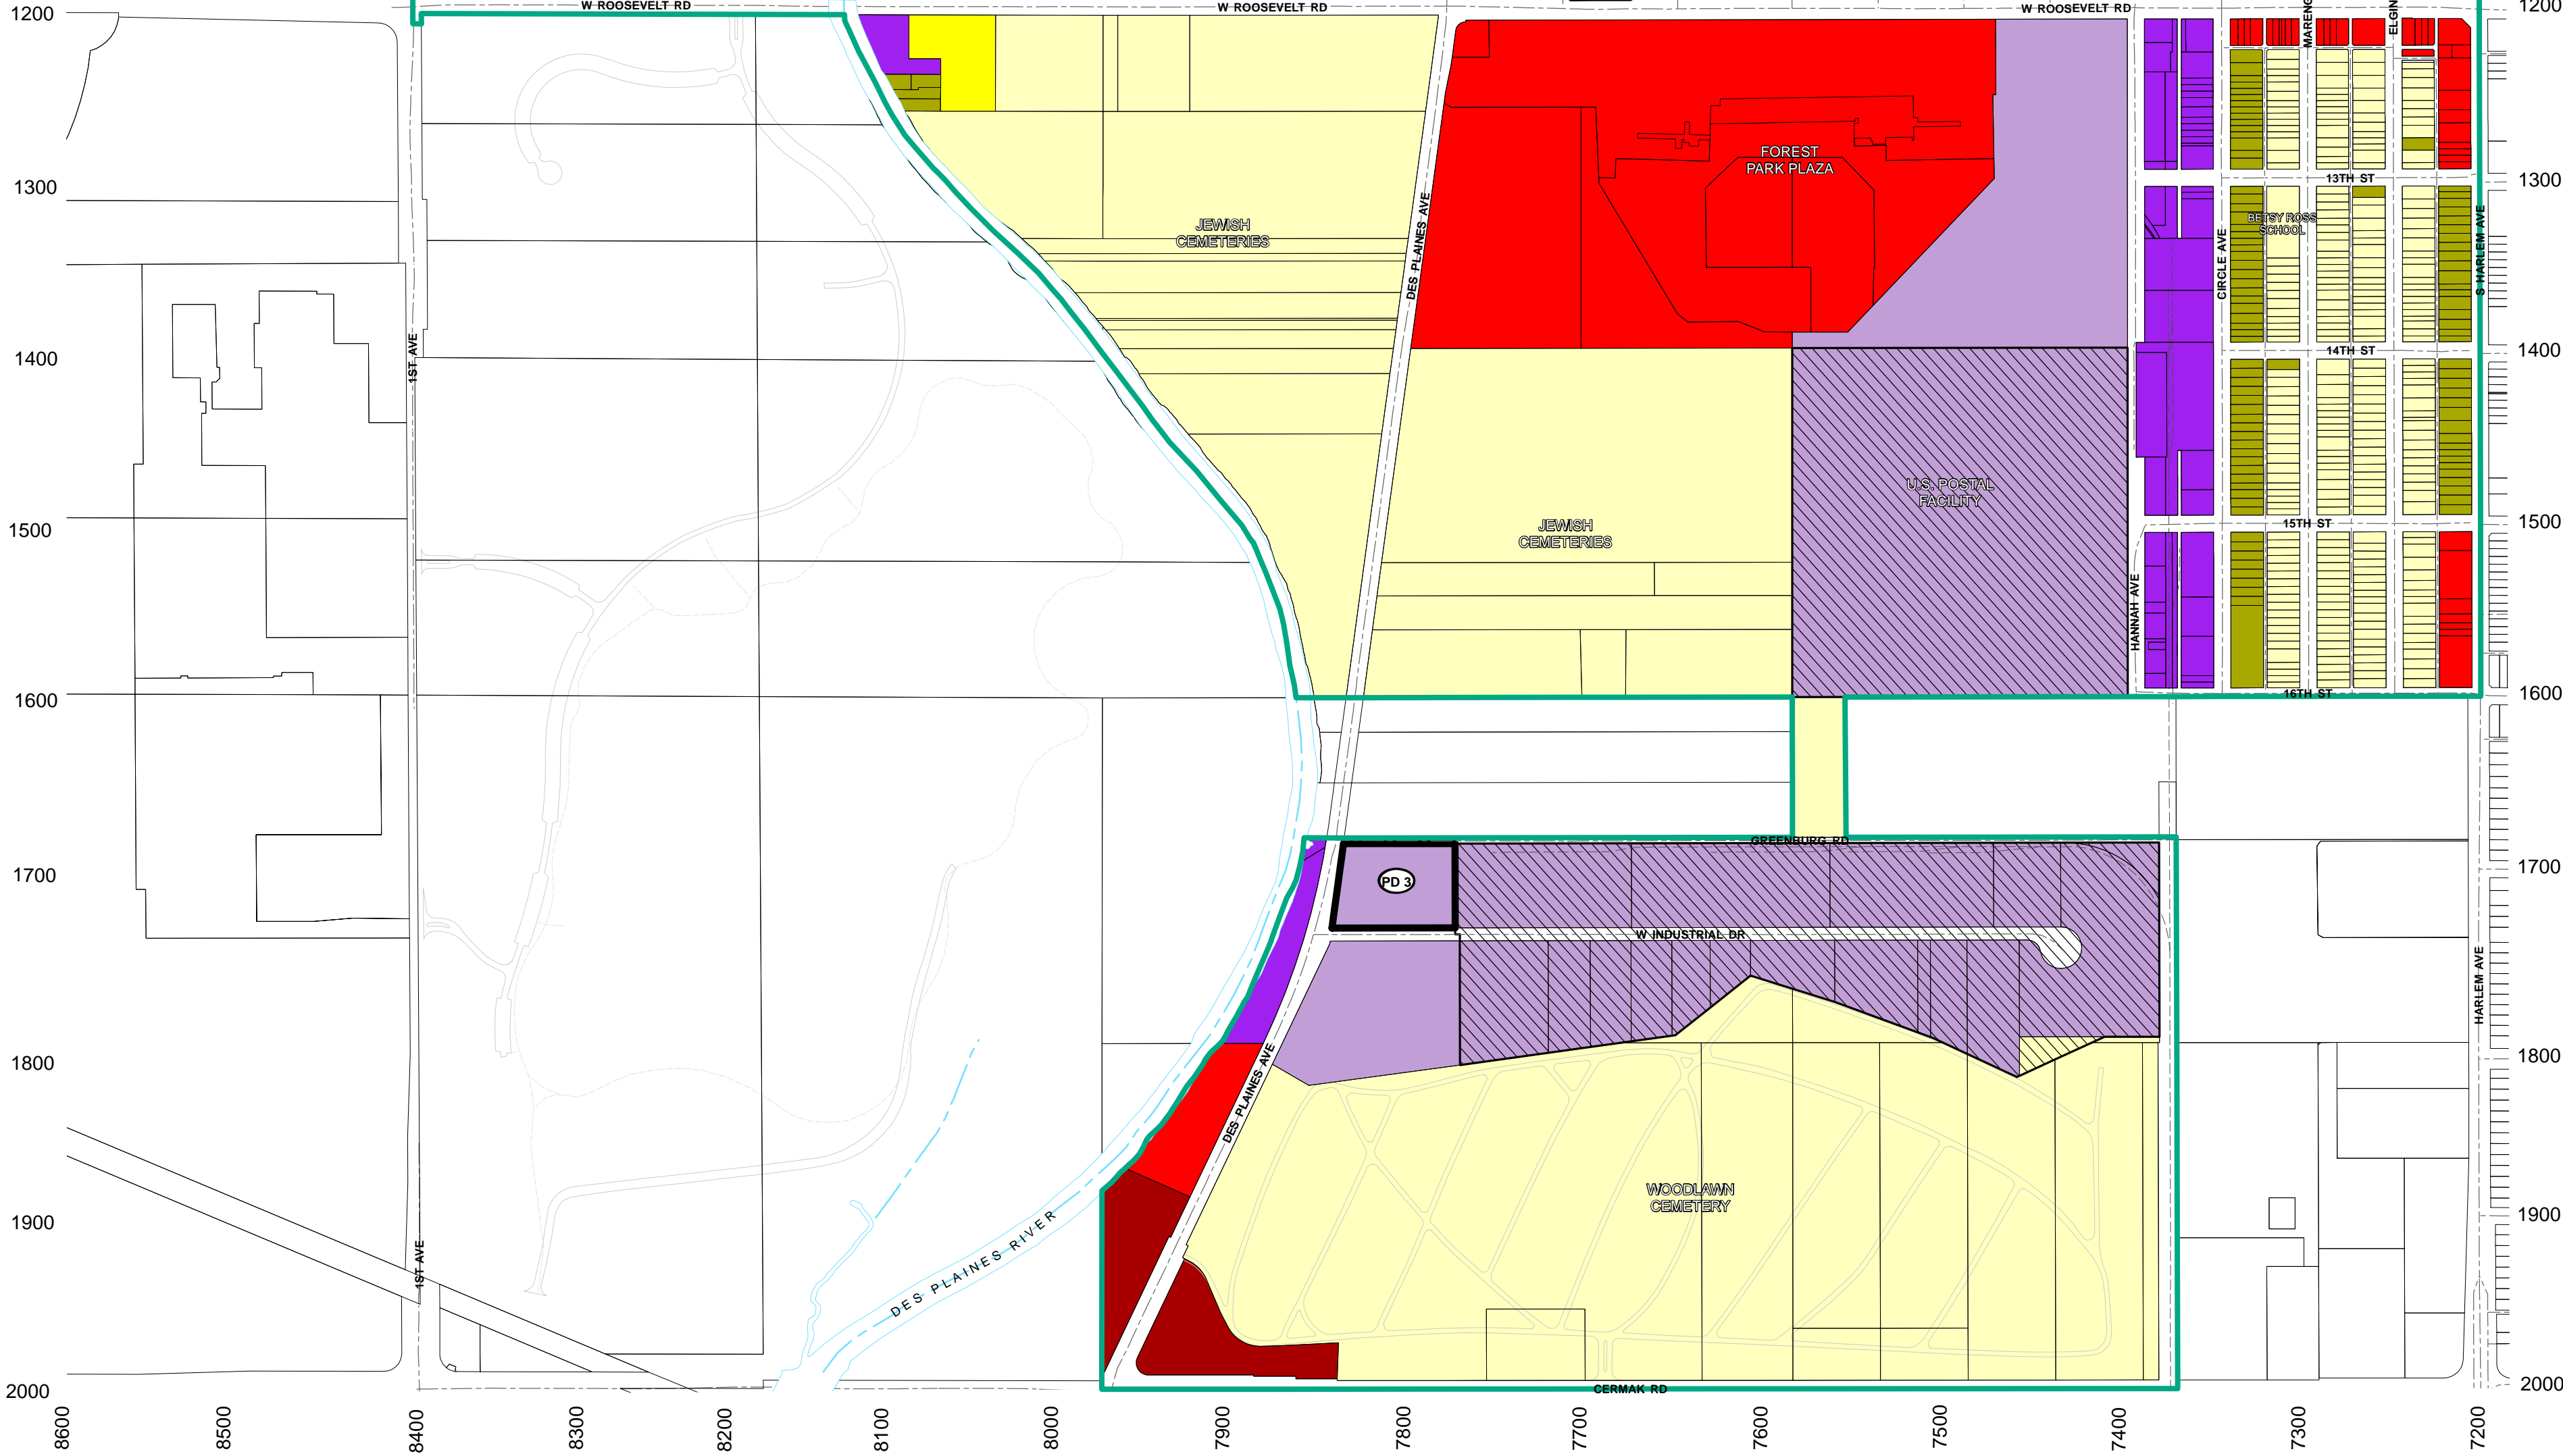 1200
W ROOSEVELT RD
W ROOSEVELT RD
W ROOSEVELT RD
1200
MARENG
ELGIN
FOREST
PARK PLAZA
1300
13TH ST
1300
JEWISH
CEMETERIES
DES PLAINES AVE
CIRCLE AVE
BETSY ROSS
SCHOOL
S HARLEM AVE
1400
1ST AVE
14TH ST
1400
U.S. POSTAL
FACILITY
1500
JEWISH
CEMETERIES
15TH ST
1500
HANNAH AVE
1600
16TH ST
1600
GREENBURG RD
1700
PD 3
1700
W INDUSTRIAL DR
HARLEM AVE
1800
DES PLAINES AVE
1800
WOODLAWN
CEMETERY
1900
1ST AVE
DES PLAINES RIVER
1900
2000
CERMAK RD
2000
8600
8500
8400
8300
8200
8100
8000
7900
7800
7700
7600
7500
7400
7300
7200